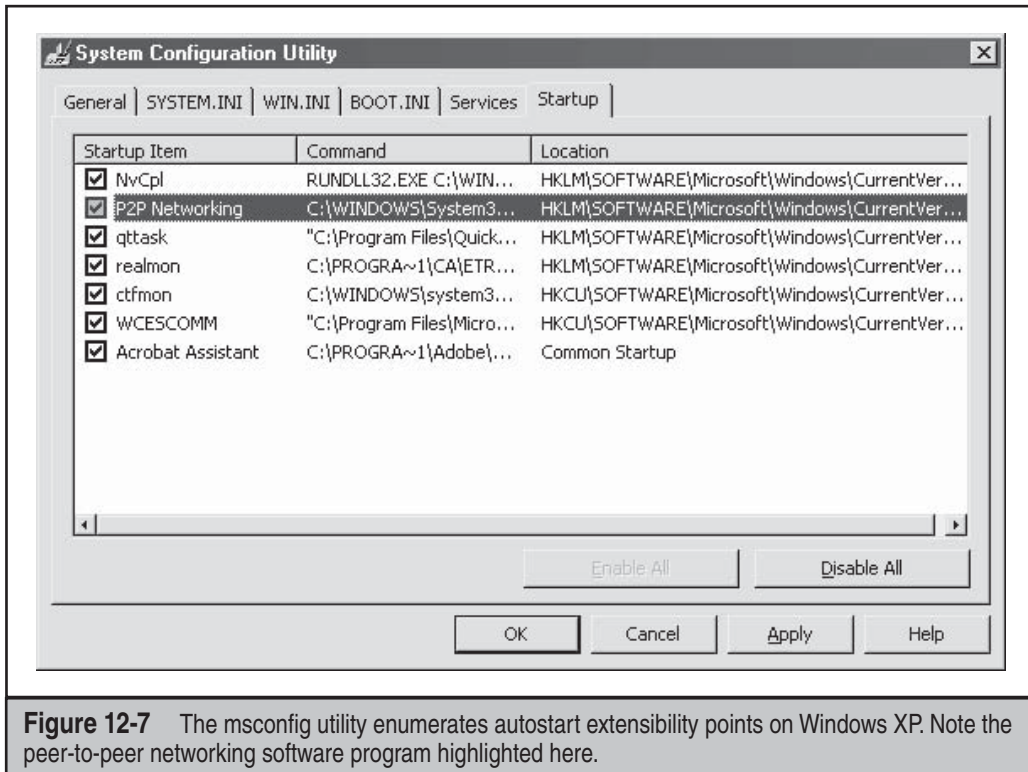 System Configuration Utility
General SYSTEM.INI WIN.INI BOOT.INI Services Startup
Startup Item Command Location
NvCpl RUNDLL32.EXE C:\WIN... HKLM\SOFTWARE\Microsoft\Windows\CurrentVer...
P2P Networking C:\WINDOWS\System3... HKLM\SOFTWARE\Microsoft\Windows\CurrentVer...
qttask "C:\Program Files\Quick... HKLM\SOFTWARE\Microsoft\Windows\CurrentVer...
realmon C:\PROGRA~1\CA\ETR... HKLM\SOFTWARE\Microsoft\Windows\CurrentVer...
ctfmon C:\WINDOWS\system3... HKCU\SOFTWARE\Microsoft\Windows\CurrentVer...
WCESCOMM "C:\Program Files\Micro... HKCU\SOFTWARE\Microsoft\Windows\CurrentVer...
Acrobat Assistant C:\PROGRA~1\Adobe\... Common Startup
Enable All Disable All
OK Cancel Apply Help
Figure 12-7 The msconfig utility enumerates autostart extensibility points on Windows XP. Note the
peer-to-peer networking software program highlighted here.